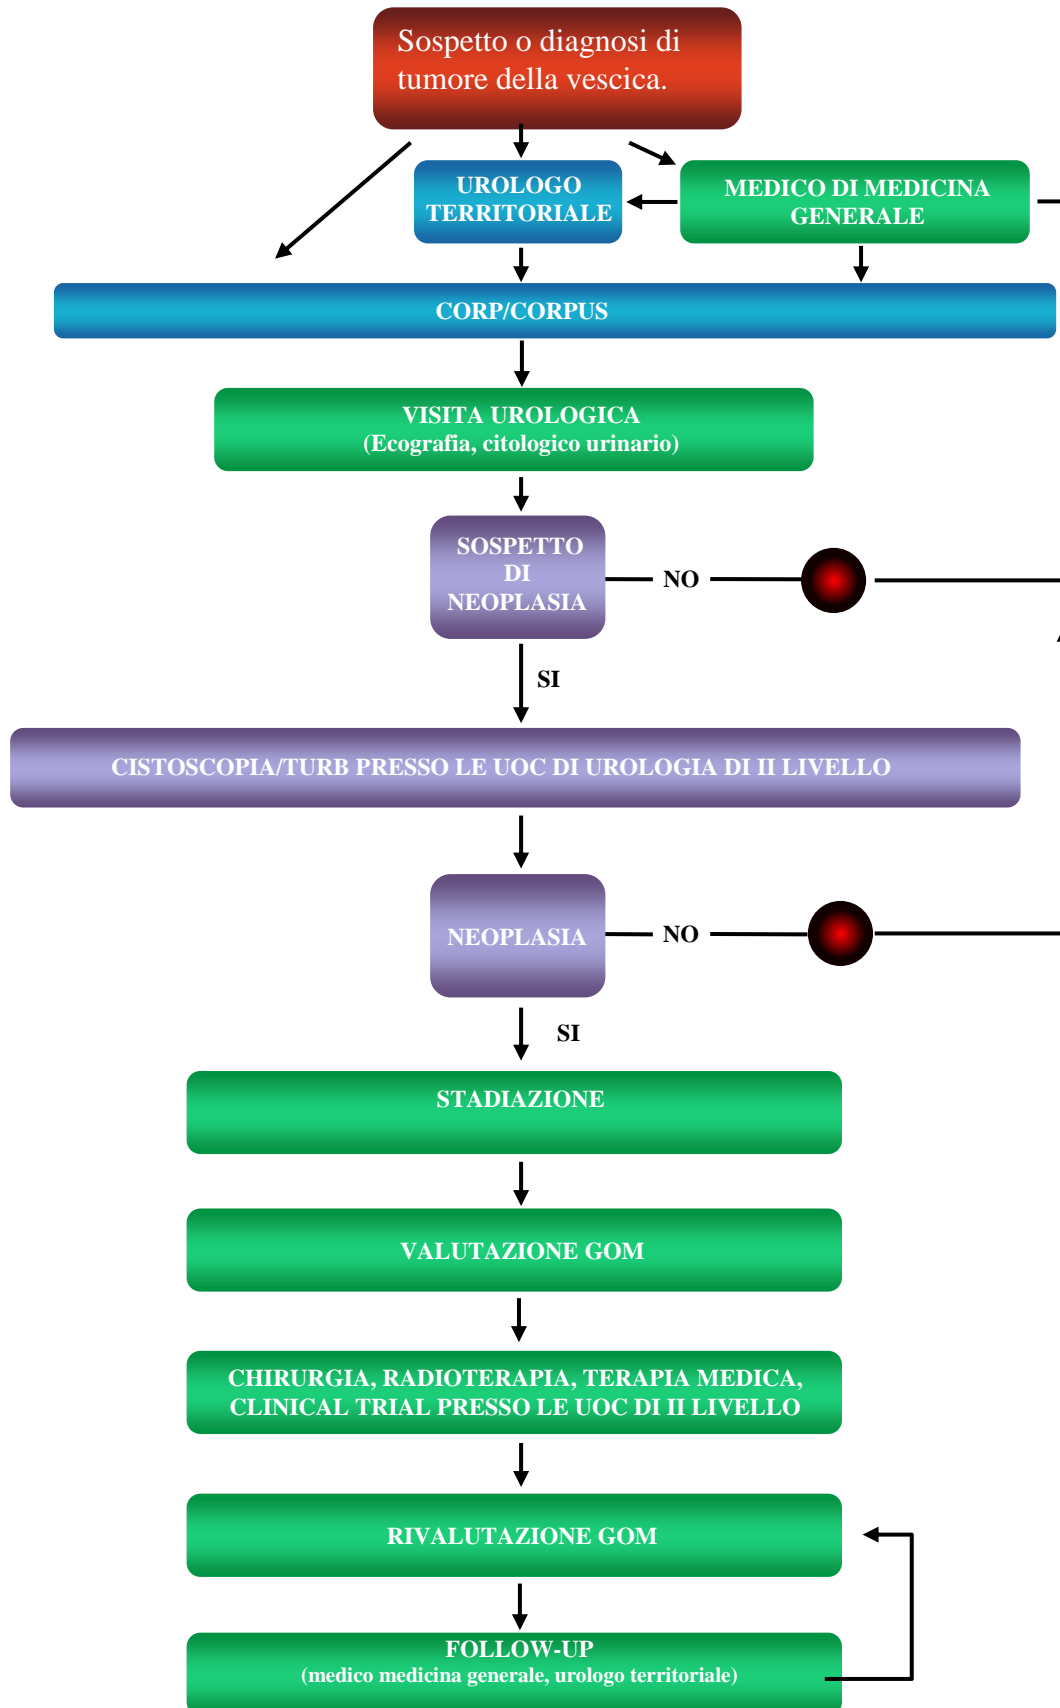 Sospetto o diagnosi di
tumore della vescica.
UROLOGO
TERRITORIALE
MEDICO DI MEDICINA
GENERALE
CORP/CORPUS
VISITA UROLOGICA
(Ecografia, citologico urinario)
SOSPETTO
DI
NEOPLASIA
NO
SI
CISTOSCOPIA/TURB PRESSO LE UOC DI UROLOGIA DI II LIVELLO
NEOPLASIA
NO
SI
STADIAZIONE
VALUTAZIONE GOM
CHIRURGIA, RADIOTERAPIA, TERAPIA MEDICA,
CLINICAL TRIAL PRESSO LE UOC DI II LIVELLO
RIVALUTAZIONE GOM
FOLLOW-UP
(medico medicina generale, urologo territoriale)